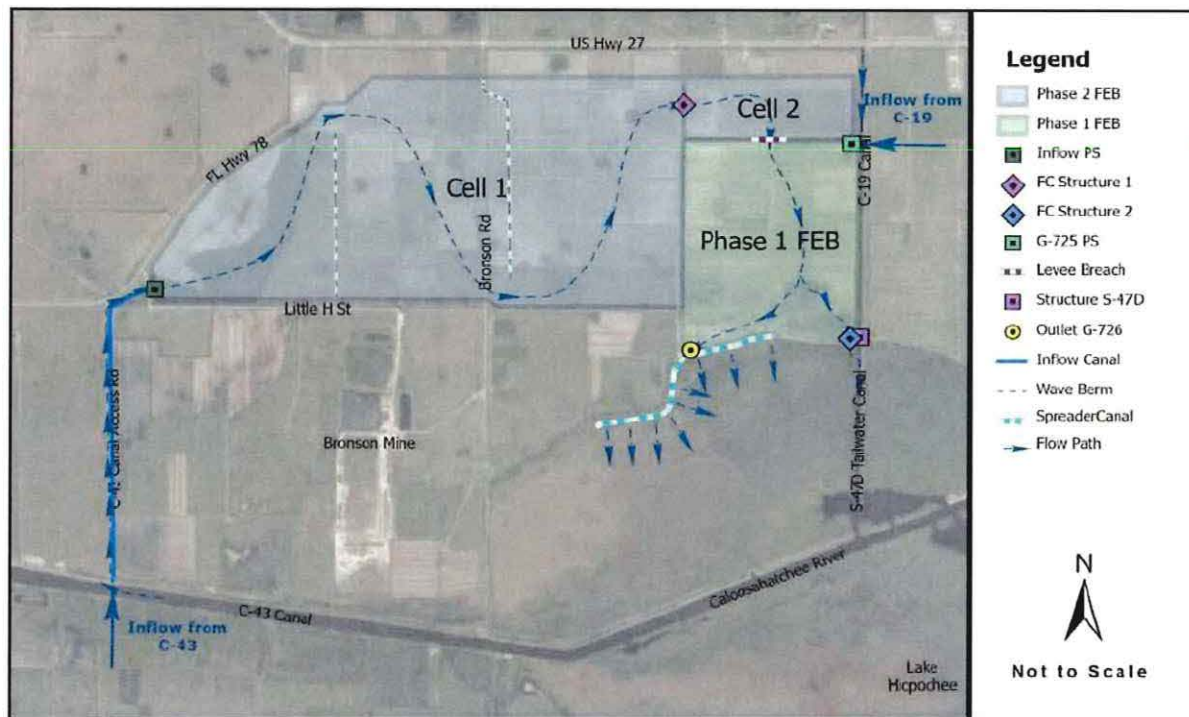 US Hwy 27
Cell 2
Inflow from
C-19
FL Hwy 78
Cell 1
C-19 Canal
Bronson Rd
Phase 1 FEB
Little H St
C-43 Canal Access Rd
Bronson Mine
S-47D Tailwater Canal
Caloosahatchee River
C-43 Canal
Inflow from
C-43
Lake
Hicpochee
Legend
Phase 2 FEB
Phase 1 FEB
Inflow PS
FC Structure 1
FC Structure 2
G-725 PS
Levee Breach
Structure S-47D
Outlet G-726
Inflow Canal
Wave Berm
SpreaderCanal
Flow Path
N
Not to Scale